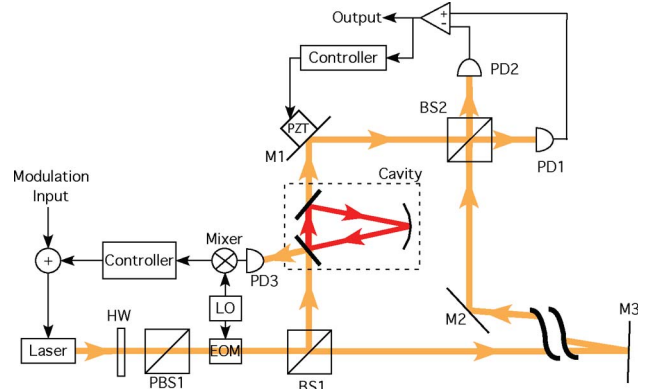 Output
+
−
Controller
PD2
BS2
PZT
M1
PD1
Cavity
Modulation
Input
Mixer
+
Controller
PD3
LO
M2
M3
HW
Laser
EOM
PBS1
BS1